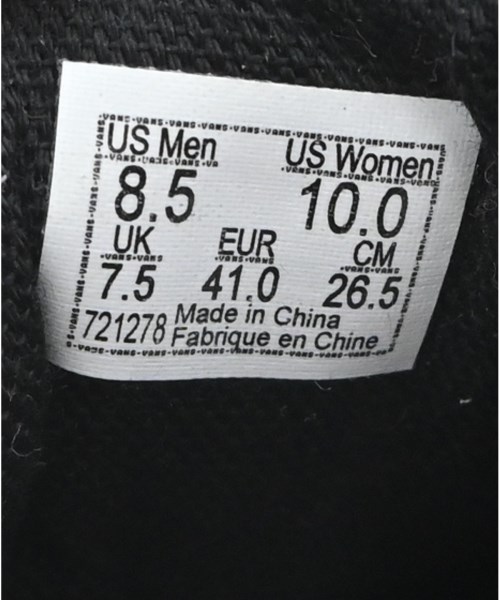 US Men US Women
8.5 10.0
UK EUR CM
7.5 41.0 26.5
721278 Made in China
Fabrique en Chine